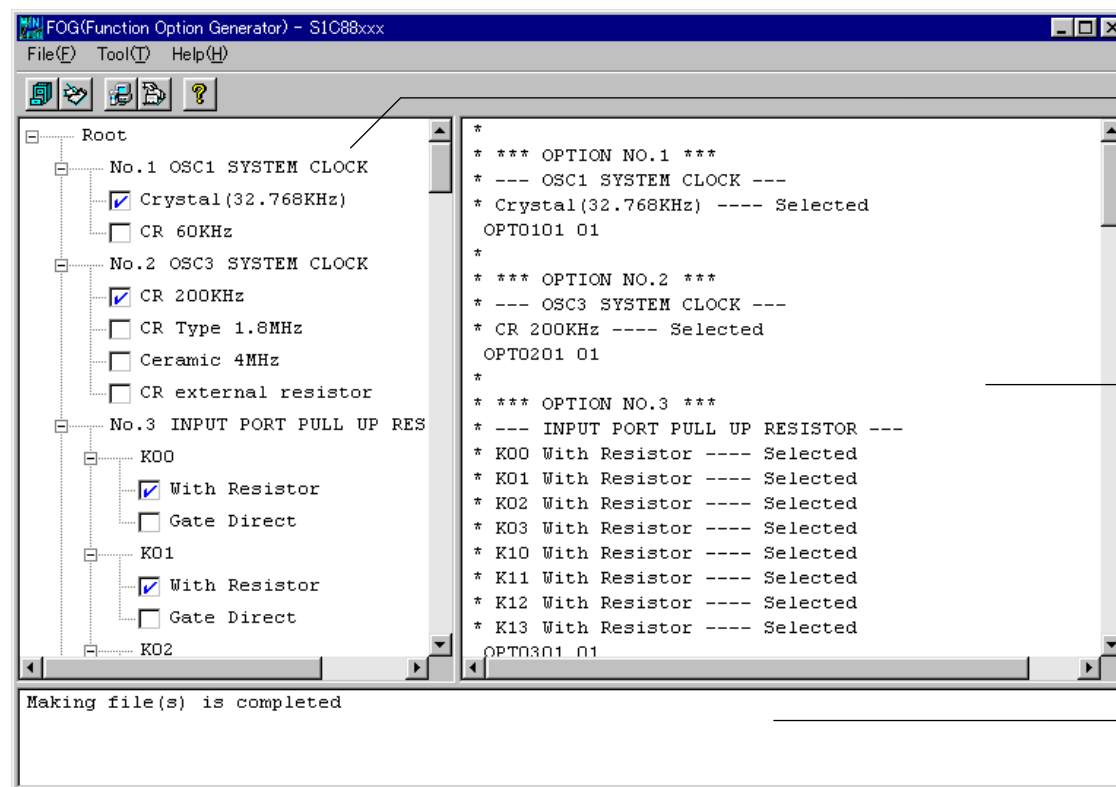 FOG(Function Option Generator) - S1C88xxx
File(F) Tool(T) Help(H)
Root
No.1 OSC1 SYSTEM CLOCK
Crystal(32.768KHz)
CR 60KHz
No.2 OSC3 SYSTEM CLOCK
CR 200KHz
CR Type 1.8MHz
Ceramic 4MHz
CR external resistor
No.3 INPUT PORT PULL UP RES
K00
With Resistor
Gate Direct
K01
With Resistor
Gate Direct
K02
*
* *** OPTION NO.1 ***
* --- OSC1 SYSTEM CLOCK ---
* Crystal(32.768KHz) ---- Selected
OPT0101 01
*
* *** OPTION NO.2 ***
* --- OSC3 SYSTEM CLOCK ---
* CR 200KHz ---- Selected
OPT0201 01
*
* *** OPTION NO.3 ***
* --- INPUT PORT PULL UP RESISTOR ---
* K00 With Resistor ---- Selected
* K01 With Resistor ---- Selected
* K02 With Resistor ---- Selected
* K03 With Resistor ---- Selected
* K10 With Resistor ---- Selected
* K11 With Resistor ---- Selected
* K12 With Resistor ---- Selected
* K13 With Resistor ---- Selected
OPT0301 01
Making file(s) is completed